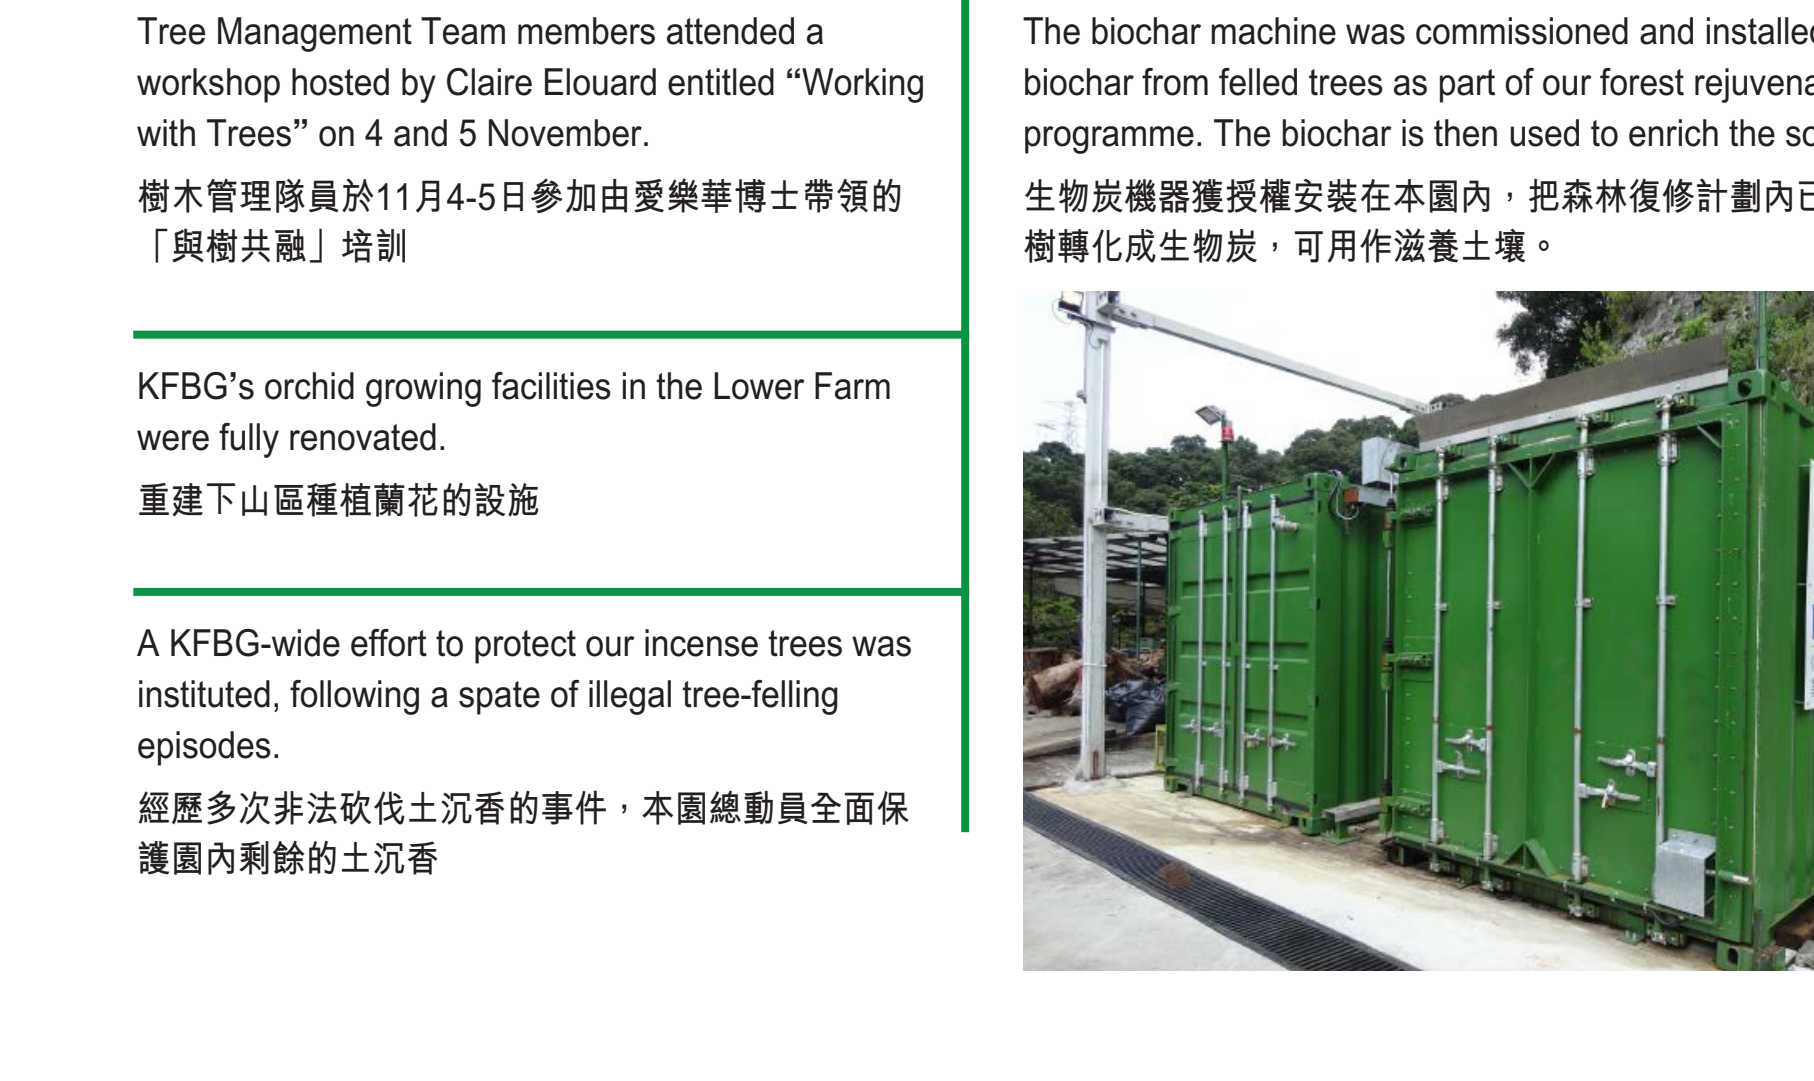 Tree Management Team members attended a
workshop hosted by Claire Elouard entitled “Working
with Trees” on 4 and 5 November.
樹木管理隊員於11月4-5日參加由愛樂華博士帶領的
「與樹共融」培訓
KFBG’s orchid growing facilities in the Lower Farm
were fully renovated.
重建下山區種植蘭花的設施
A KFBG-wide effort to protect our incense trees was
instituted, following a spate of illegal tree-felling
episodes.
經歷多次非法砍伐土沉香的事件，本園總動員全面保
護園內剩餘的土沉香
The biochar machine was commissioned and
biochar from felled trees as part of our forest
programme. The biochar is then used to enrich the
生物炭機器獲授權安裝在本園內，把森林復修計劃內已
樹轉化成生物炭，可用作滋養土壤。